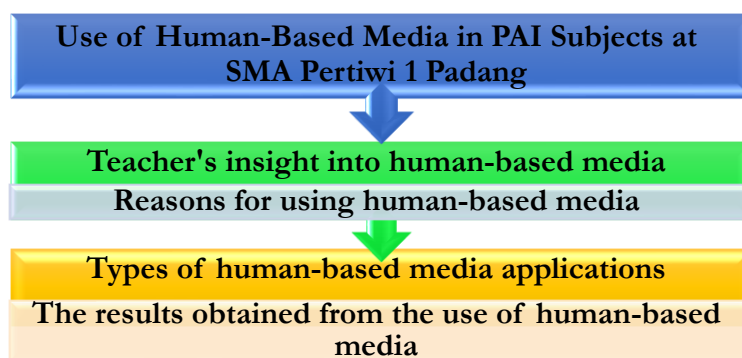 Use of Human-Based Media in PAI Subjects at
SMA Pertiwi 1 Padang
Teacher's insight into human-based media
Reasons for using human-based media
Types of human-based media applications
The results obtained from the use of human-based
media